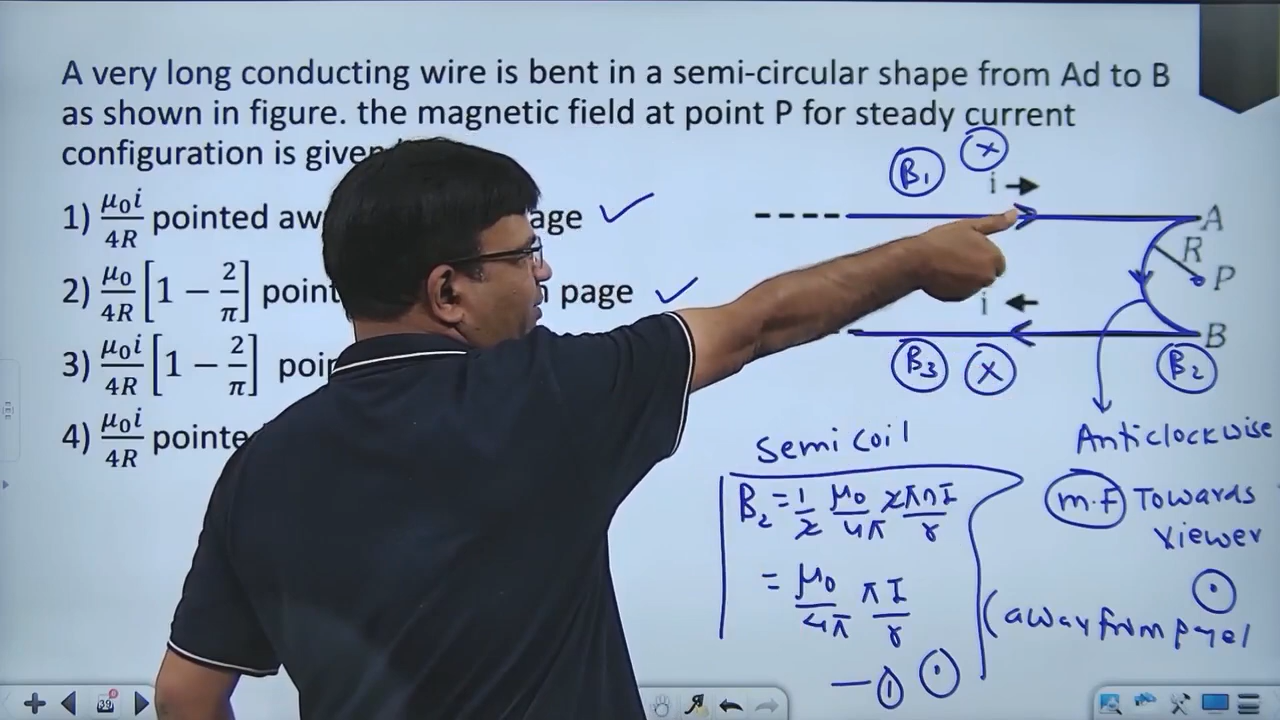 A very long conducting wire is bent in a semi-circular shape from Ad to B
as shown in figure. the magnetic field at point P for steady current
configuration is given
1) μ₀i/4R pointed aw age ✓
2) μ₀/4R [1 − 2/π] point page ✓
3) μ₀i/4R [1 − 2/π] poi
4) μ₀i/4R pointe
B₁ ⊗
i →
A
R
P
i ←
B
B₃ ⊗ B₂
Semi coil
Anticlockwise
B₂ = 1/2 μ₀/4π 2πnI/r
M.F Towards
viewer
= μ₀/4π πI/r
⊙
— ① ⊙
39